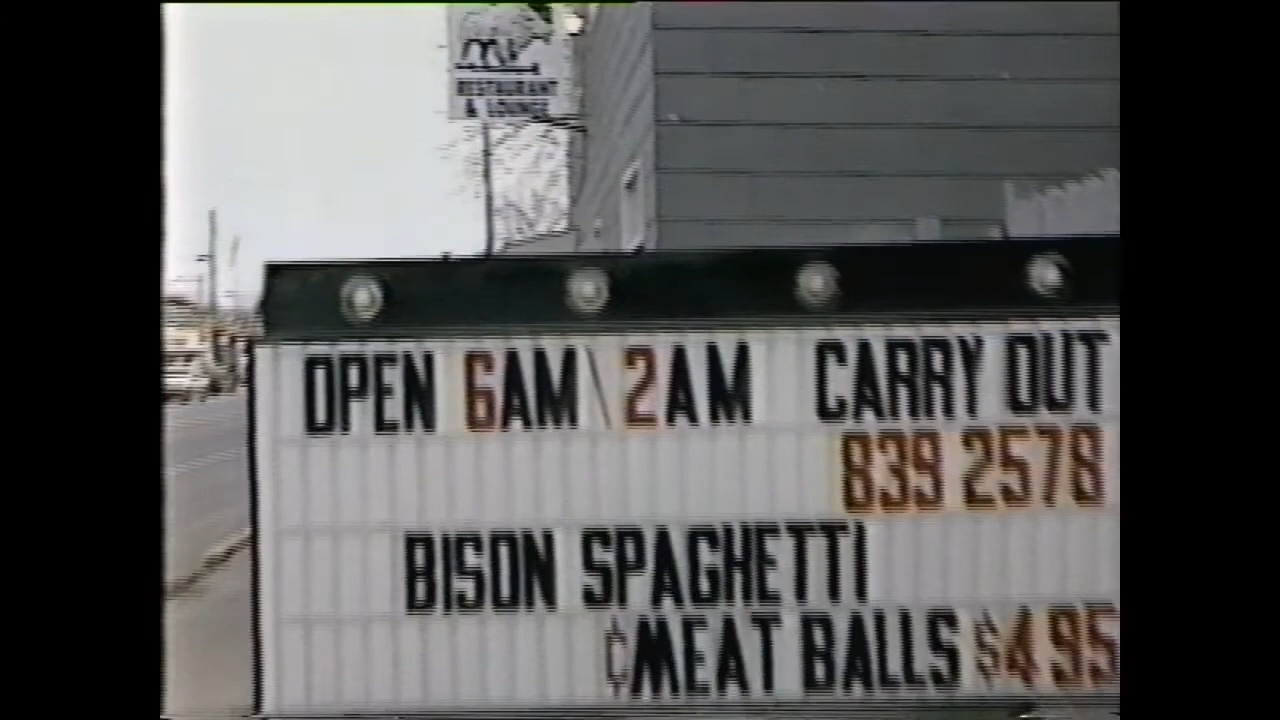 RESTAURANT
& LOUNGE
OPEN 6AM\2AM CARRY OUT
839 2578
BISON SPAGHETTI
¢MEAT BALLS $4 95